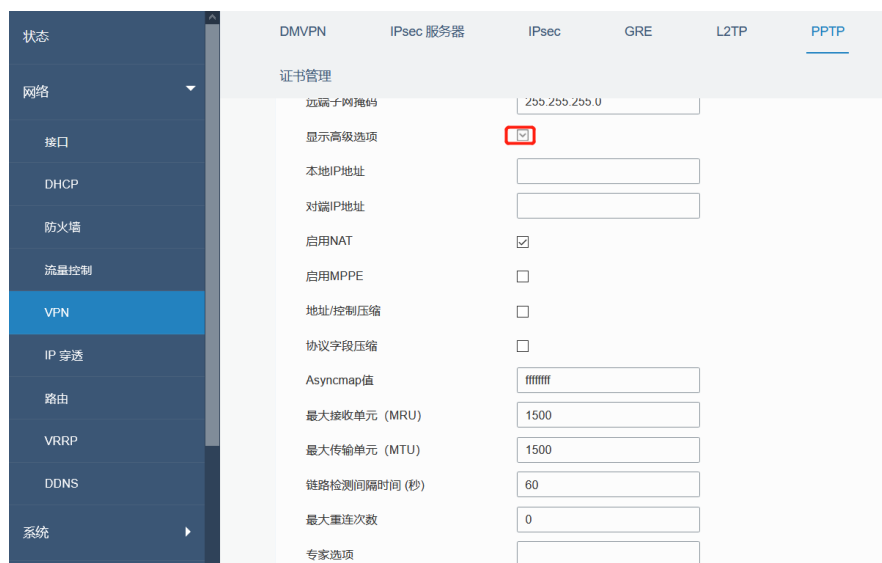 状态
网络
接口
DHCP
防火墙
流量控制
VPN
IP 穿透
路由
VRRP
DDNS
系统
DMVPN IPsec 服务器 IPsec GRE L2TP PPTP
证书管理
远端子网掩码 255.255.255.0
显示高级选项
本地IP地址
对端IP地址
启用NAT
启用MPPE
地址/控制压缩
协议字段压缩
Asyncmap值 ffffffff
最大接收单元（MRU） 1500
最大传输单元（MTU） 1500
链路检测间隔时间 (秒) 60
最大重连次数 0
专家选项